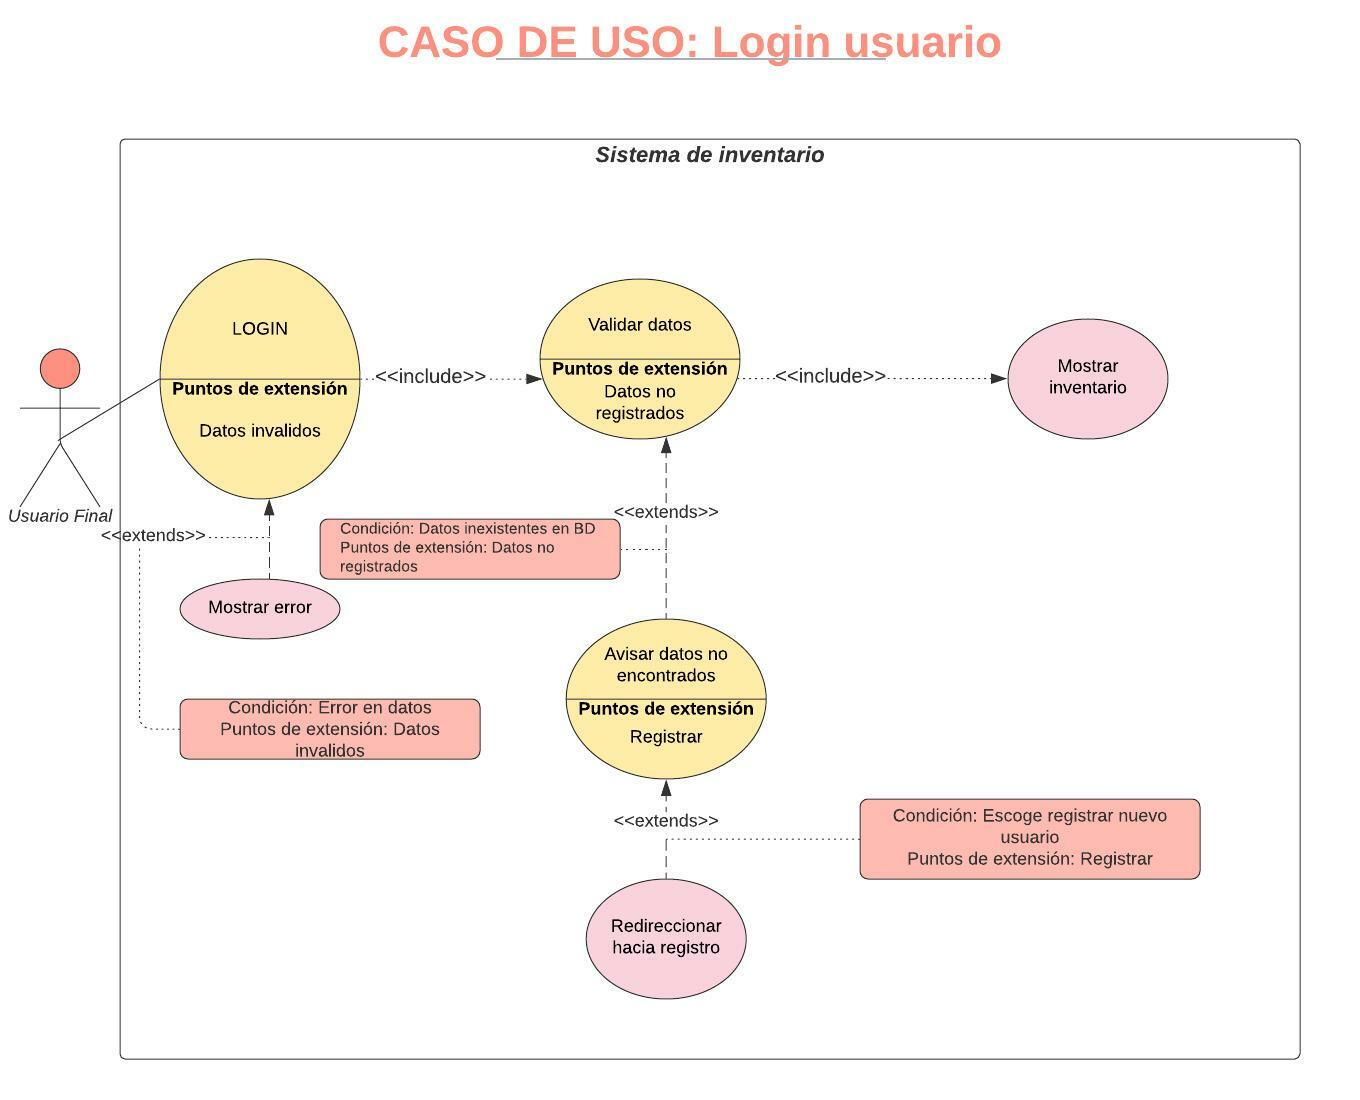 CASO DE USO: Login usuario
Sistema de inventario
LOGIN
Puntos de extensión
Datos invalidos
<<include>>
Validar datos
Puntos de extensión
Datos no
registrados
<<include>>
Mostrar
inventario
Usuario Final
<<extends>>
Mostrar error
Condición: Error en datos
Puntos de extensión: Datos
invalidos
<<extends>>
Condición: Datos inexistentes en BD
Puntos de extensión: Datos no
registrados
Avisar datos no
encontrados
Puntos de extensión
Registrar
<<extends>>
Condición: Escoge registrar nuevo
usuario
Puntos de extensión: Registrar
Redireccionar
hacia registro